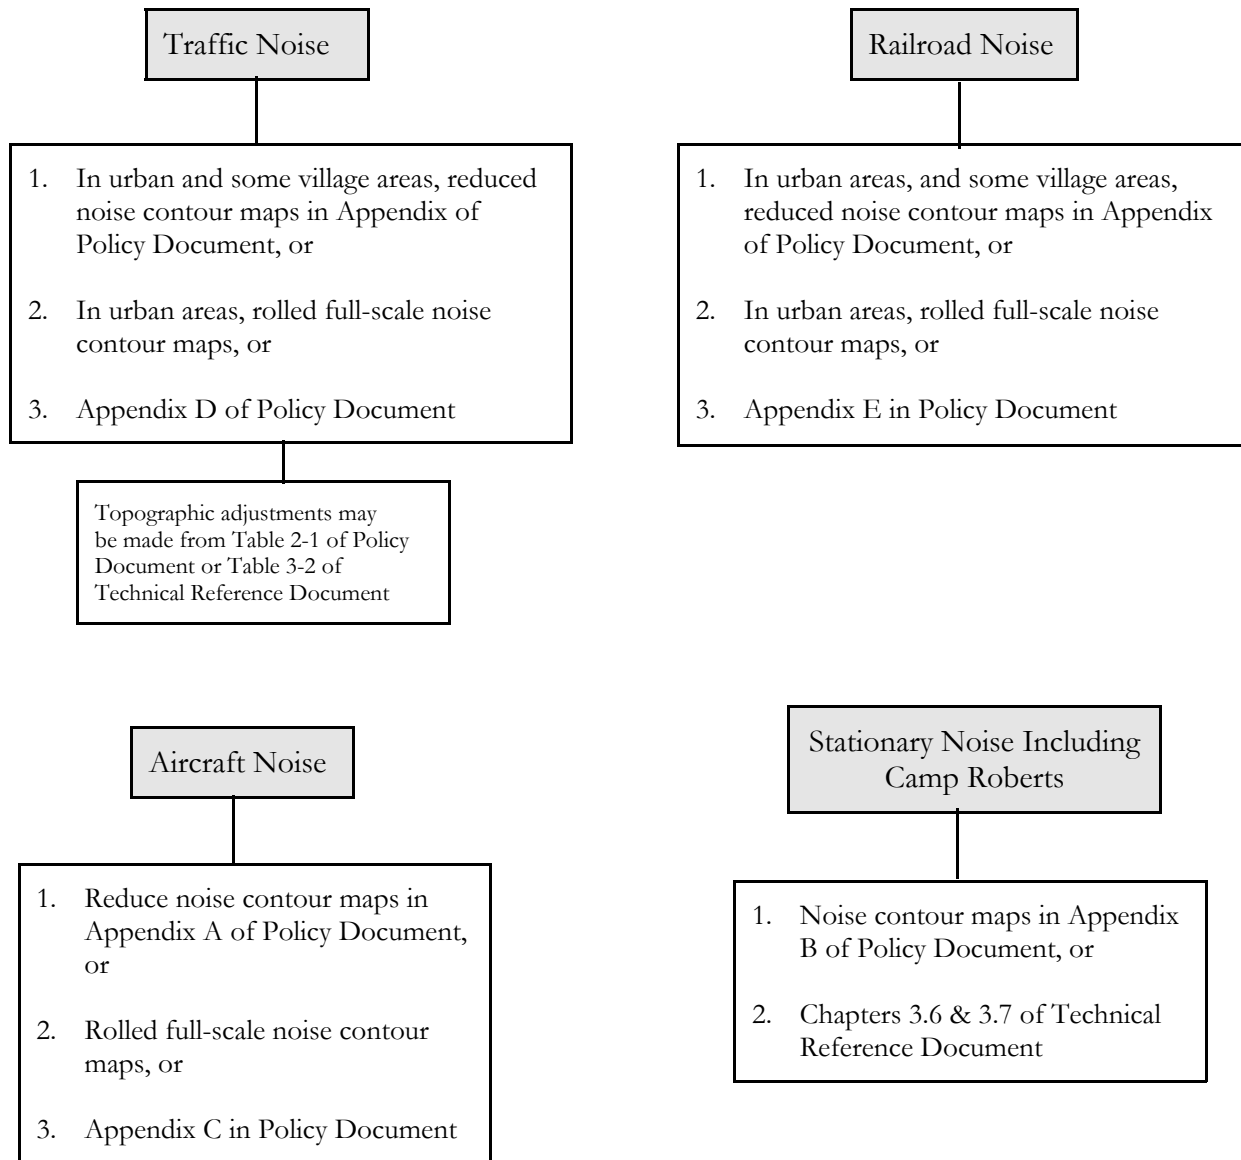 Traffic Noise
1. In urban and some village areas, reduced
noise contour maps in Appendix of
Policy Document, or
2. In urban areas, rolled full-scale noise
contour maps, or
3. Appendix D of Policy Document
Topographic adjustments may
be made from Table 2-1 of Policy
Document or Table 3-2 of
Technical Reference Document
Railroad Noise
1. In urban areas, and some village areas,
reduced noise contour maps in Appendix
of Policy Document, or
2. In urban areas, rolled full-scale noise
contour maps, or
3. Appendix E in Policy Document
Aircraft Noise
1. Reduce noise contour maps in
Appendix A of Policy Document,
or
2. Rolled full-scale noise contour
maps, or
3. Appendix C in Policy Document
Stationary Noise Including
Camp Roberts
1. Noise contour maps in Appendix
B of Policy Document, or
2. Chapters 3.6 & 3.7 of Technical
Reference Document